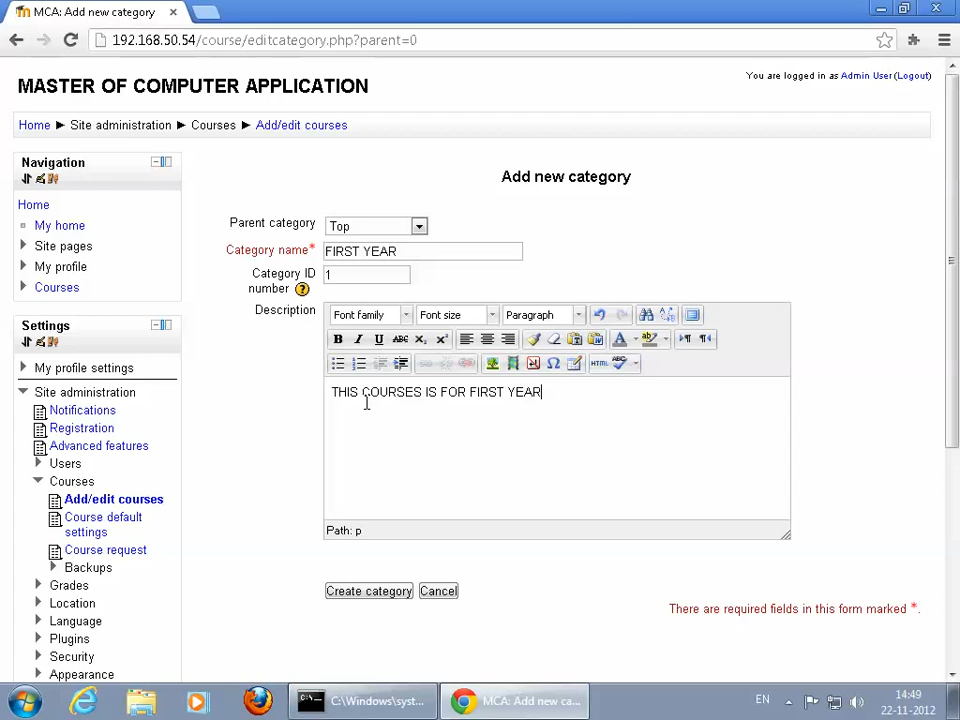 MCA: Add new category
192.168.50.54/course/editcategory.php?parent=0
MASTER OF COMPUTER APPLICATION
You are logged in as Admin User (Logout)
Home ► Site administration ► Courses ► Add/edit courses
Navigation
Home
My home
Site pages
My profile
Courses
Settings
My profile settings
Site administration
Notifications
Registration
Advanced features
Users
Courses
Add/edit courses
Course default
settings
Course request
Backups
Grades
Location
Language
Plugins
Security
Appearance
Add new category
Parent category
Top
Category name*
FIRST YEAR
Category ID
number
1
Description
Font family
Font size
Paragraph
B I U ABC X₂ X²
HTML ABC
THIS COURSES IS FOR FIRST YEAR
Path: p
Create category
Cancel
There are required fields in this form marked *.
C:\Windows\syst...
MCA: Add new ca...
EN
14:49
22-11-2012